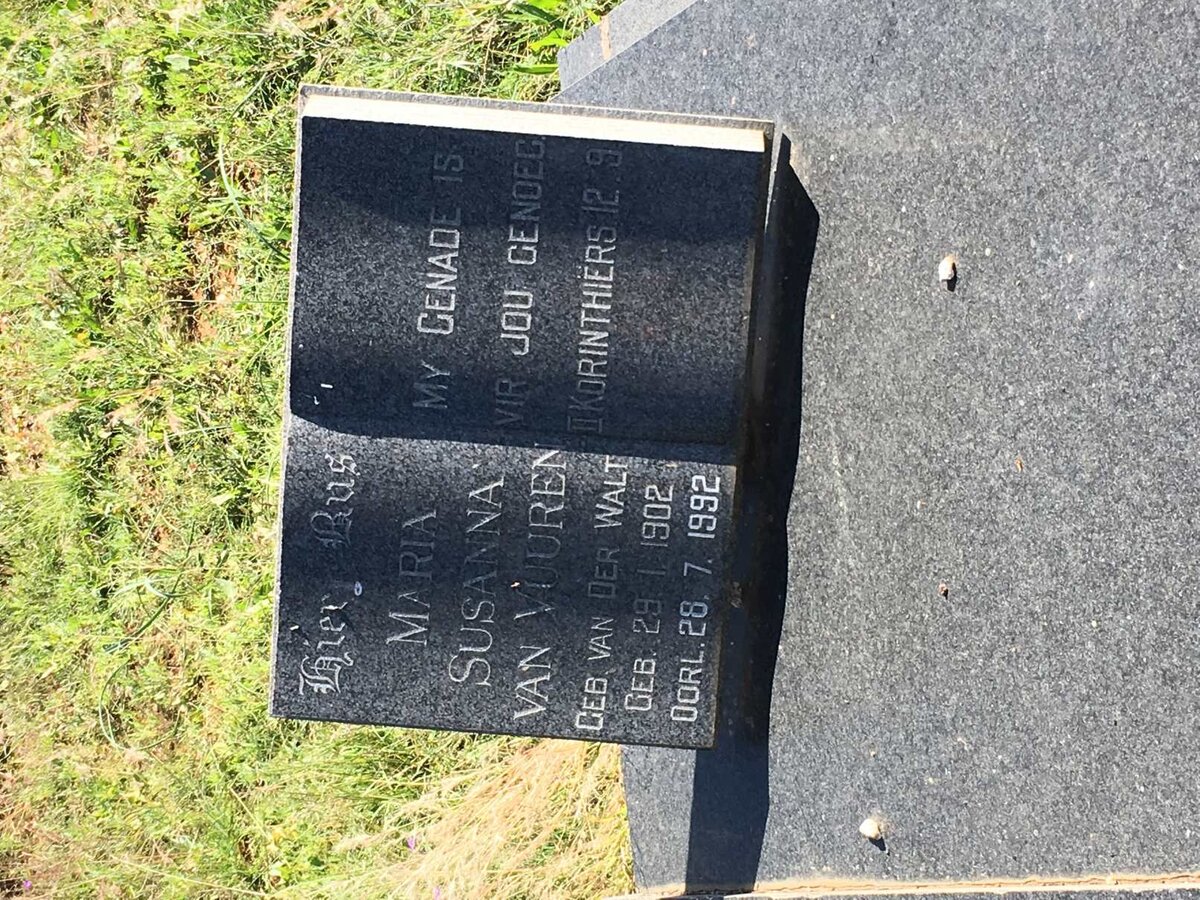 Hier Rus
MARIA
SUSANNA
VAN VUUREN
GEB. VAN DER WALT
GEB. 29. 1. 1902
OORL. 28. 7. 1992
MY GENADE IS
VIR JOU GENOEG.
II KORINTHIËRS 12:9